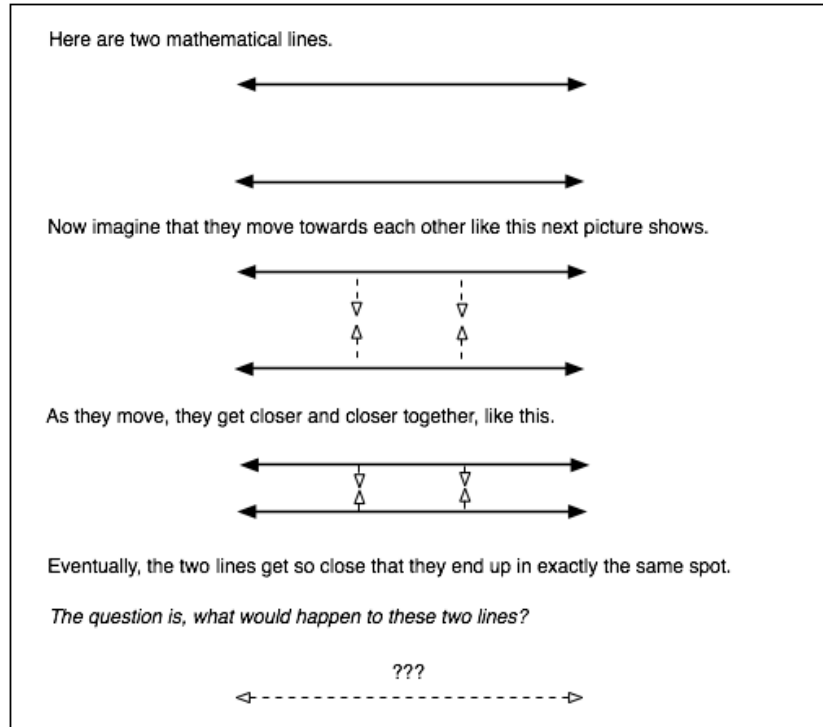 Here are two mathematical lines.
Now imagine that they move towards each other like this next picture shows.
As they move, they get closer and closer together, like this.
Eventually, the two lines get so close that they end up in exactly the same spot.
The question is, what would happen to these two lines?
???